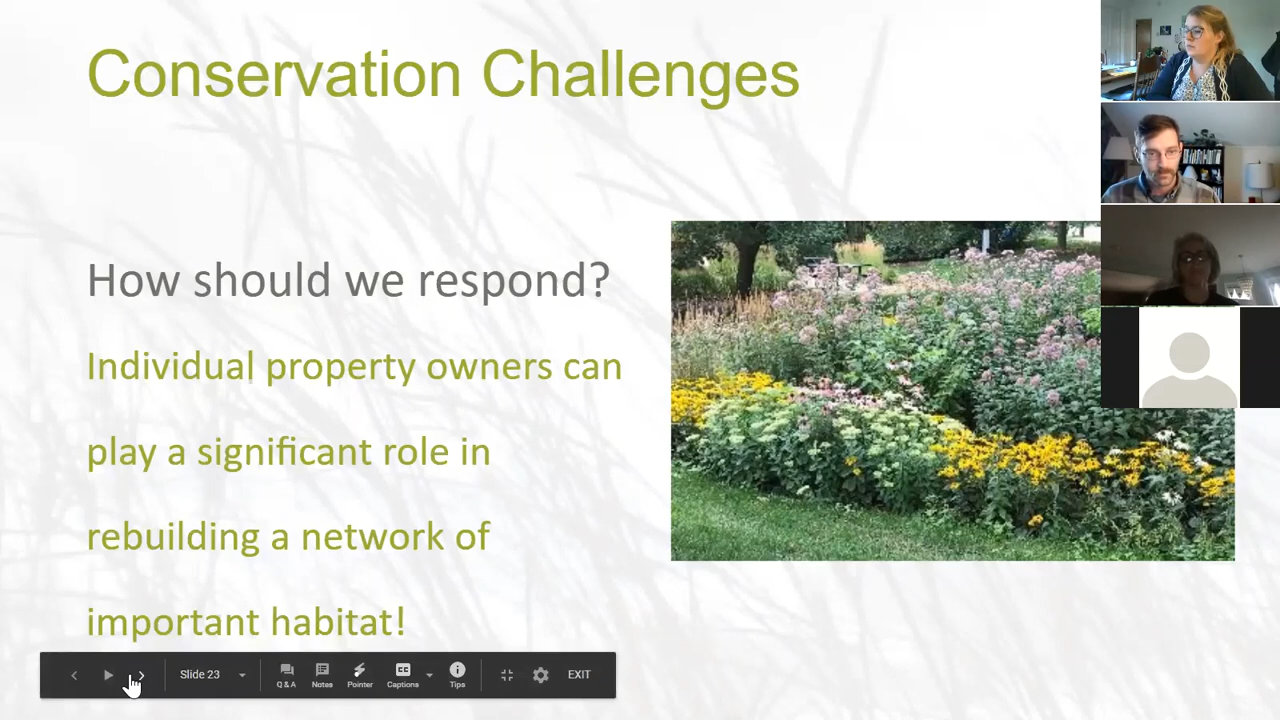 Conservation Challenges
How should we respond?
Individual property owners can
play a significant role in
rebuilding a network of
important habitat!
Slide 23
Q & A
Notes
Pointer
Captions
Tips
EXIT